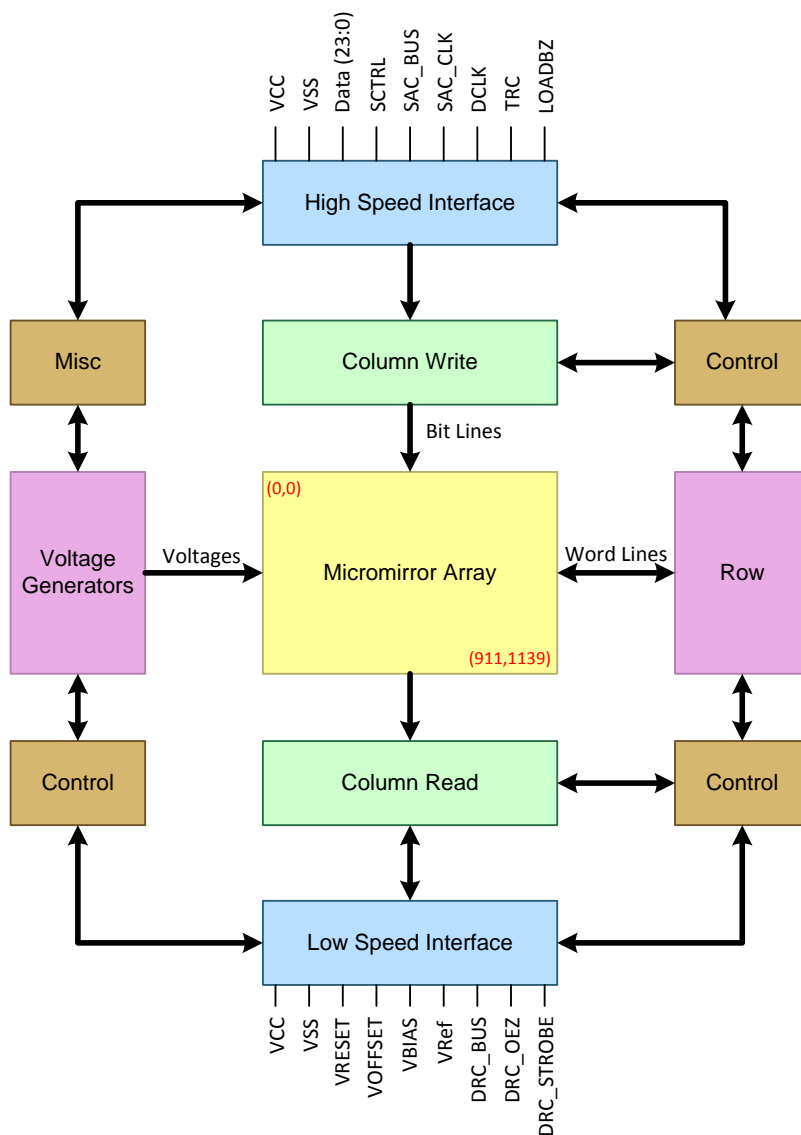 VCC
VSS
Data (23:0)
SCTRL
SAC_BUS
SAC_CLK
DCLK
TRC
LOADBZ
High Speed Interface
Misc
Column Write
Control
Bit Lines
(0,0)
Voltage
Generators
Voltages
Micromirror Array
Word Lines
Row
(911,1139)
Control
Column Read
Control
Low Speed Interface
VCC
VSS
VRESET
VOFFSET
VBIAS
VRef
DRC_BUS
DRC_OEZ
DRC_STROBE